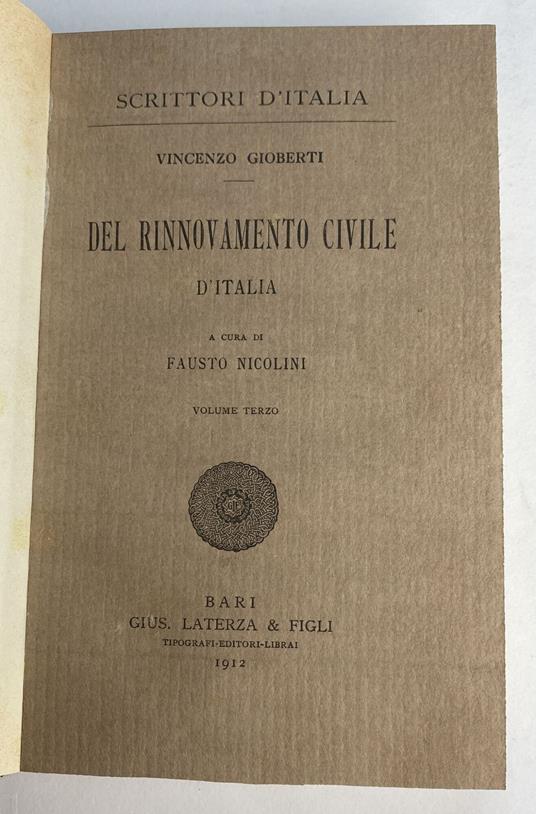 SCRITTORI D'ITALIA
VINCENZO GIOBERTI
DEL RINNOVAMENTO CIVILE
D'ITALIA
A CURA DI
FAUSTO NICOLINI
VOLUME TERZO
BARI
GIUS. LATERZA & FIGLI
TIPOGRAFI-EDITORI-LIBRAI
1912